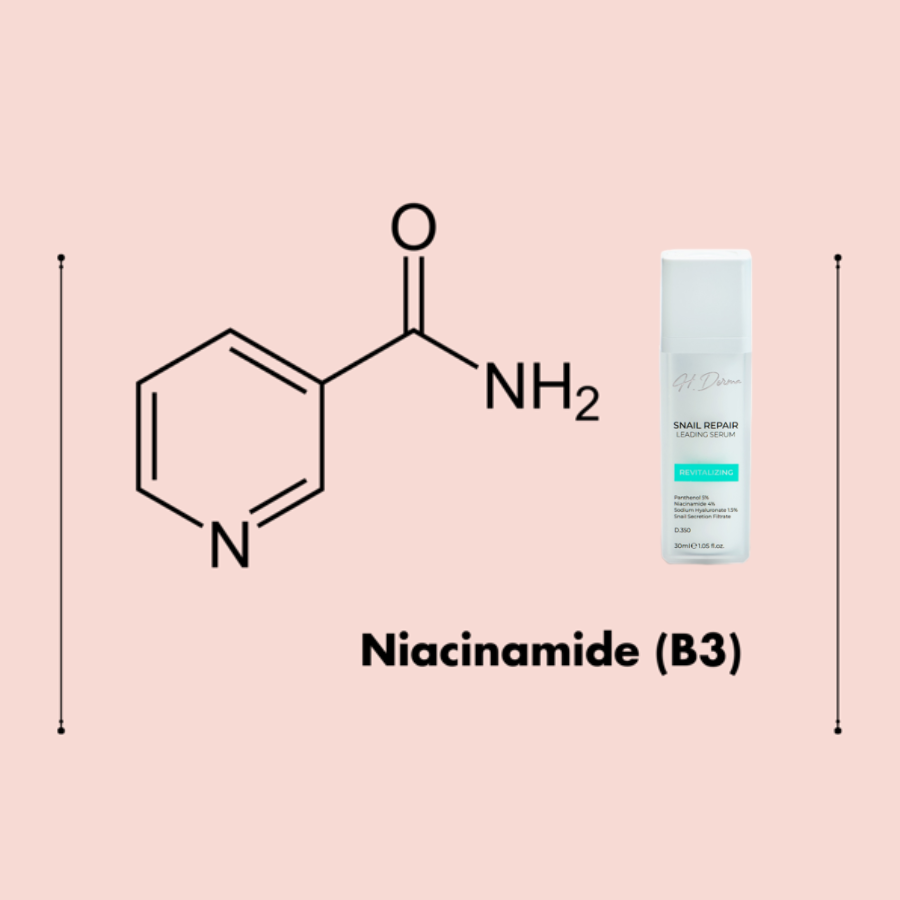 O
NH2
N
H. Derma
SNAIL REPAIR
LEADING SERUM
REVITALIZING
Panthenol 5%
Niacinamide 4%
Sodium Hyaluronate 1.5%
Snail Secretion Filtrate
D.350
30ml℮1.05 fl.oz.
Niacinamide (B3)